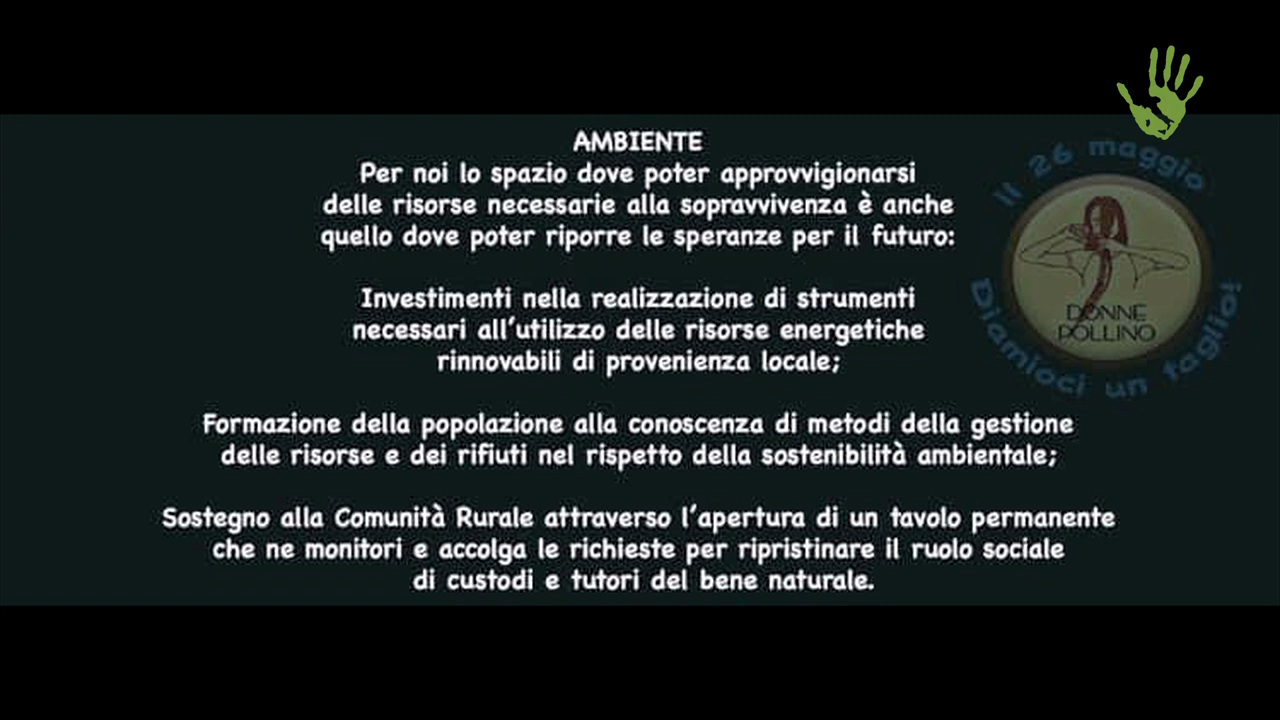 AMBIENTE
Per noi lo spazio dove poter approvvigionarsi
delle risorse necessarie alla sopravvivenza è anche
quello dove poter riporre le speranze per il futuro:
Investimenti nella realizzazione di strumenti
necessari all'utilizzo delle risorse energetiche
rinnovabili di provenienza locale;
Formazione della popolazione alla conoscenza di metodi della gestione
delle risorse e dei rifiuti nel rispetto della sostenibilità ambientale;
Sostegno alla Comunità Rurale attraverso l'apertura di un tavolo permanente
che ne monitori e accolga le richieste per ripristinare il ruolo sociale
di custodi e tutori del bene naturale.
Il 26 maggio
DONNE
POLLINO
Diamioci un taglio!